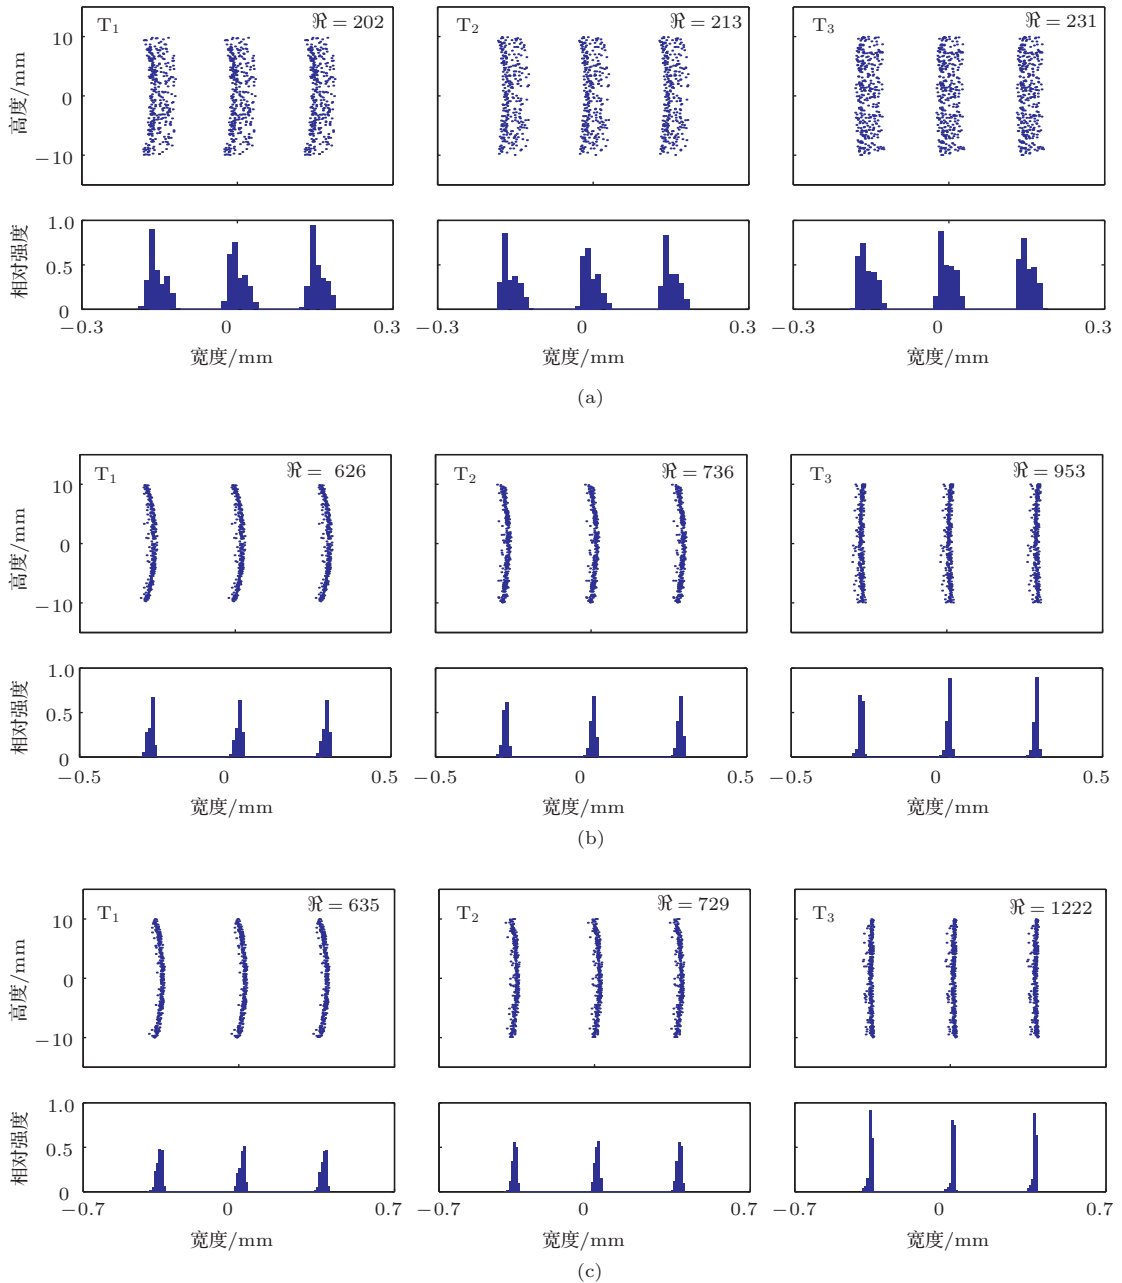 T1 ℜ = 202
T2 ℜ = 213
T3 ℜ = 231
高度/mm
10
0
−10
相对强度
1.0
0.5
0
−0.3 0 0.3
−0.3 0 0.3
−0.3 0 0.3
宽度/mm
宽度/mm
宽度/mm
(a)
T1 ℜ = 626
T2 ℜ = 736
T3 ℜ = 953
高度/mm
10
0
−10
相对强度
1.0
0.5
0
−0.5 0 0.5
−0.5 0 0.5
−0.5 0 0.5
宽度/mm
宽度/mm
宽度/mm
(b)
T1 ℜ = 635
T2 ℜ = 729
T3 ℜ = 1222
高度/mm
10
0
−10
相对强度
1.0
0.5
0
−0.7 0 0.7
−0.7 0 0.7
−0.7 0 0.7
宽度/mm
宽度/mm
宽度/mm
(c)